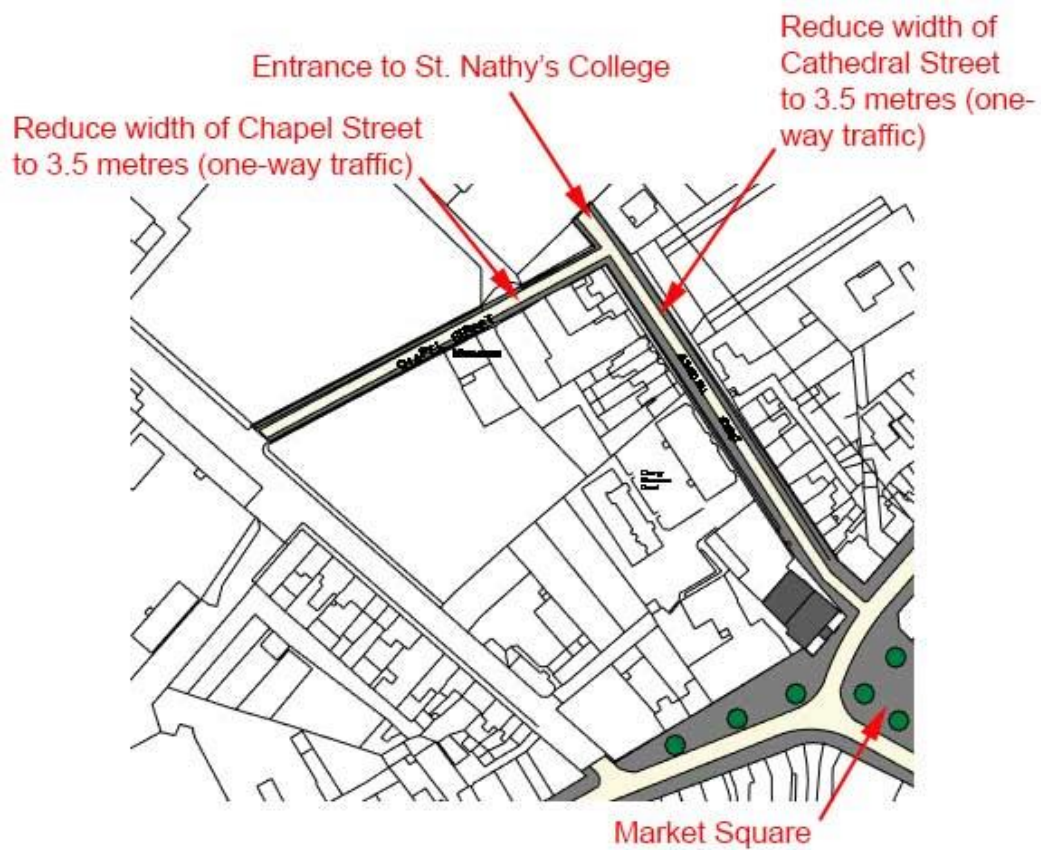 Reduce width of
Cathedral Street
to 3.5 metres (one-
way traffic)
Entrance to St. Nathy's College
Reduce width of Chapel Street
to 3.5 metres (one-way traffic)
Market Square